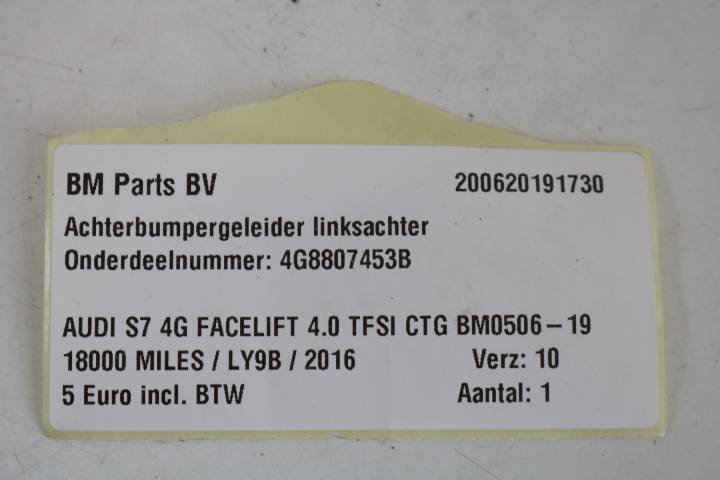 BM Parts BV 200620191730
Achterbumpergeleider linksachter
Onderdeelnummer: 4G8807453B
AUDI S7 4G FACELIFT 4.0 TFSI CTG BM0506-19
18000 MILES / LY9B / 2016 Verz: 10
5 Euro incl. BTW Aantal: 1